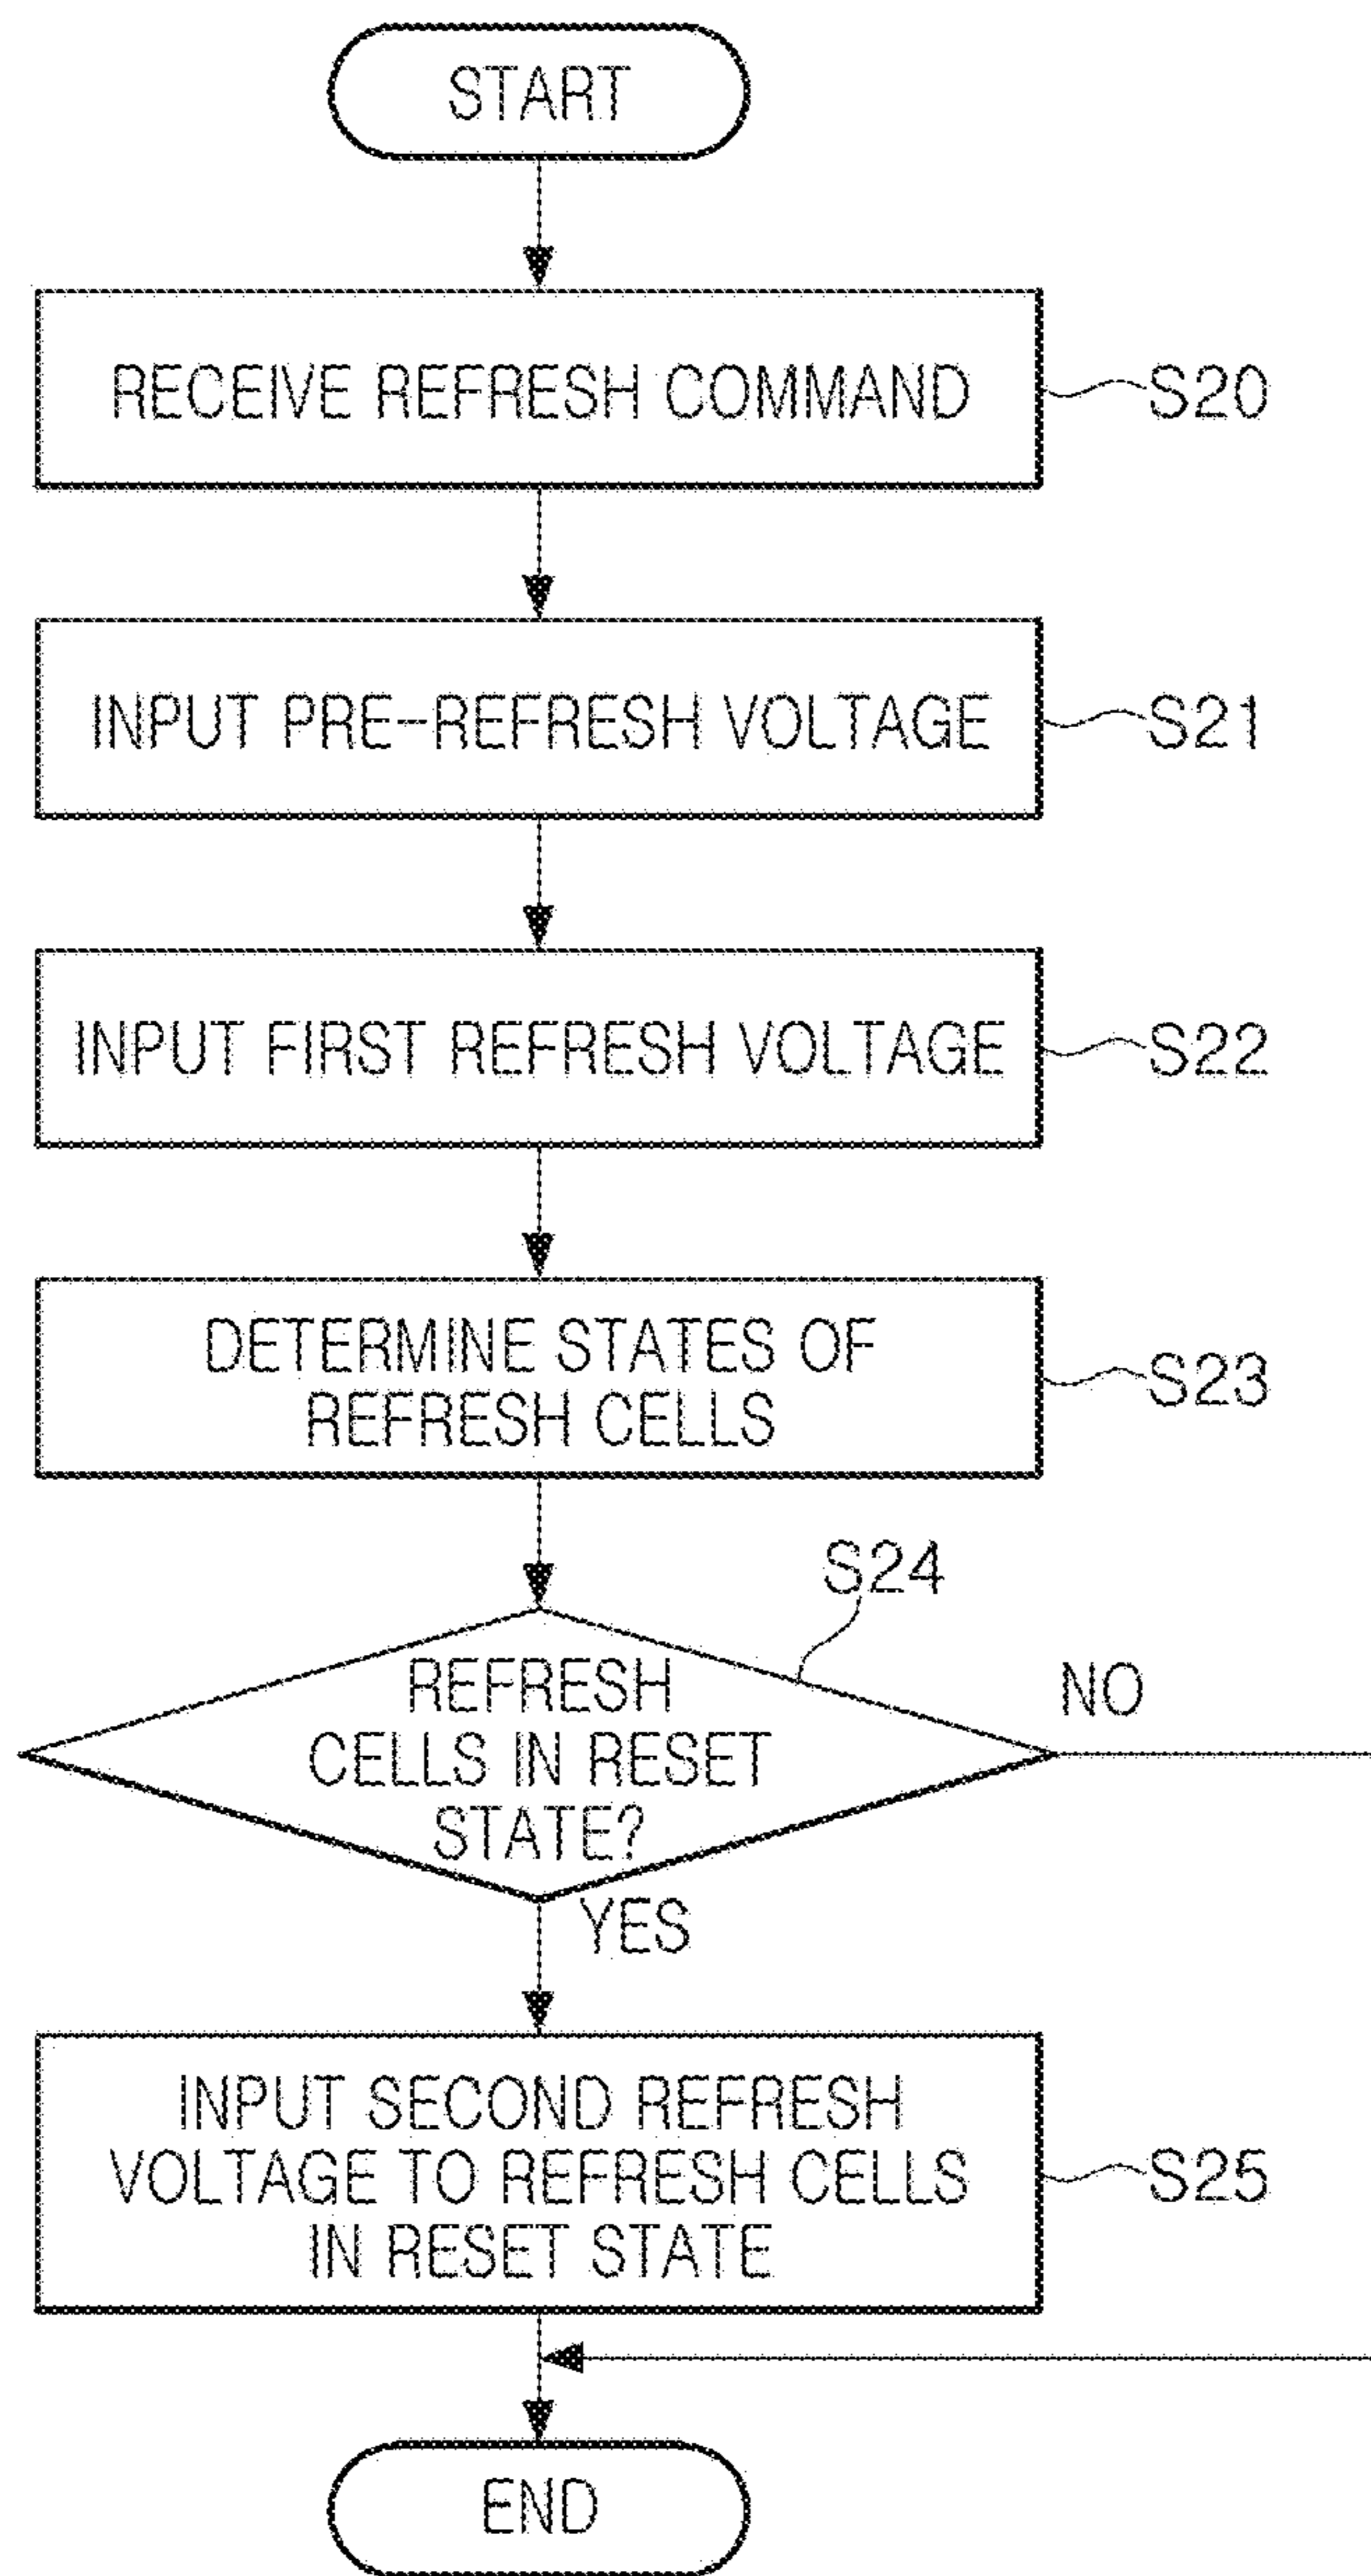 START
RECEIVE REFRESH COMMAND
S20
INPUT PRE-REFRESH VOLTAGE
S21
INPUT FIRST REFRESH VOLTAGE
S22
DETERMINE STATES OF
REFRESH CELLS
S23
S24
REFRESH
CELLS IN RESET
STATE?
NO
YES
INPUT SECOND REFRESH
VOLTAGE TO REFRESH CELLS
IN RESET STATE
S25
END